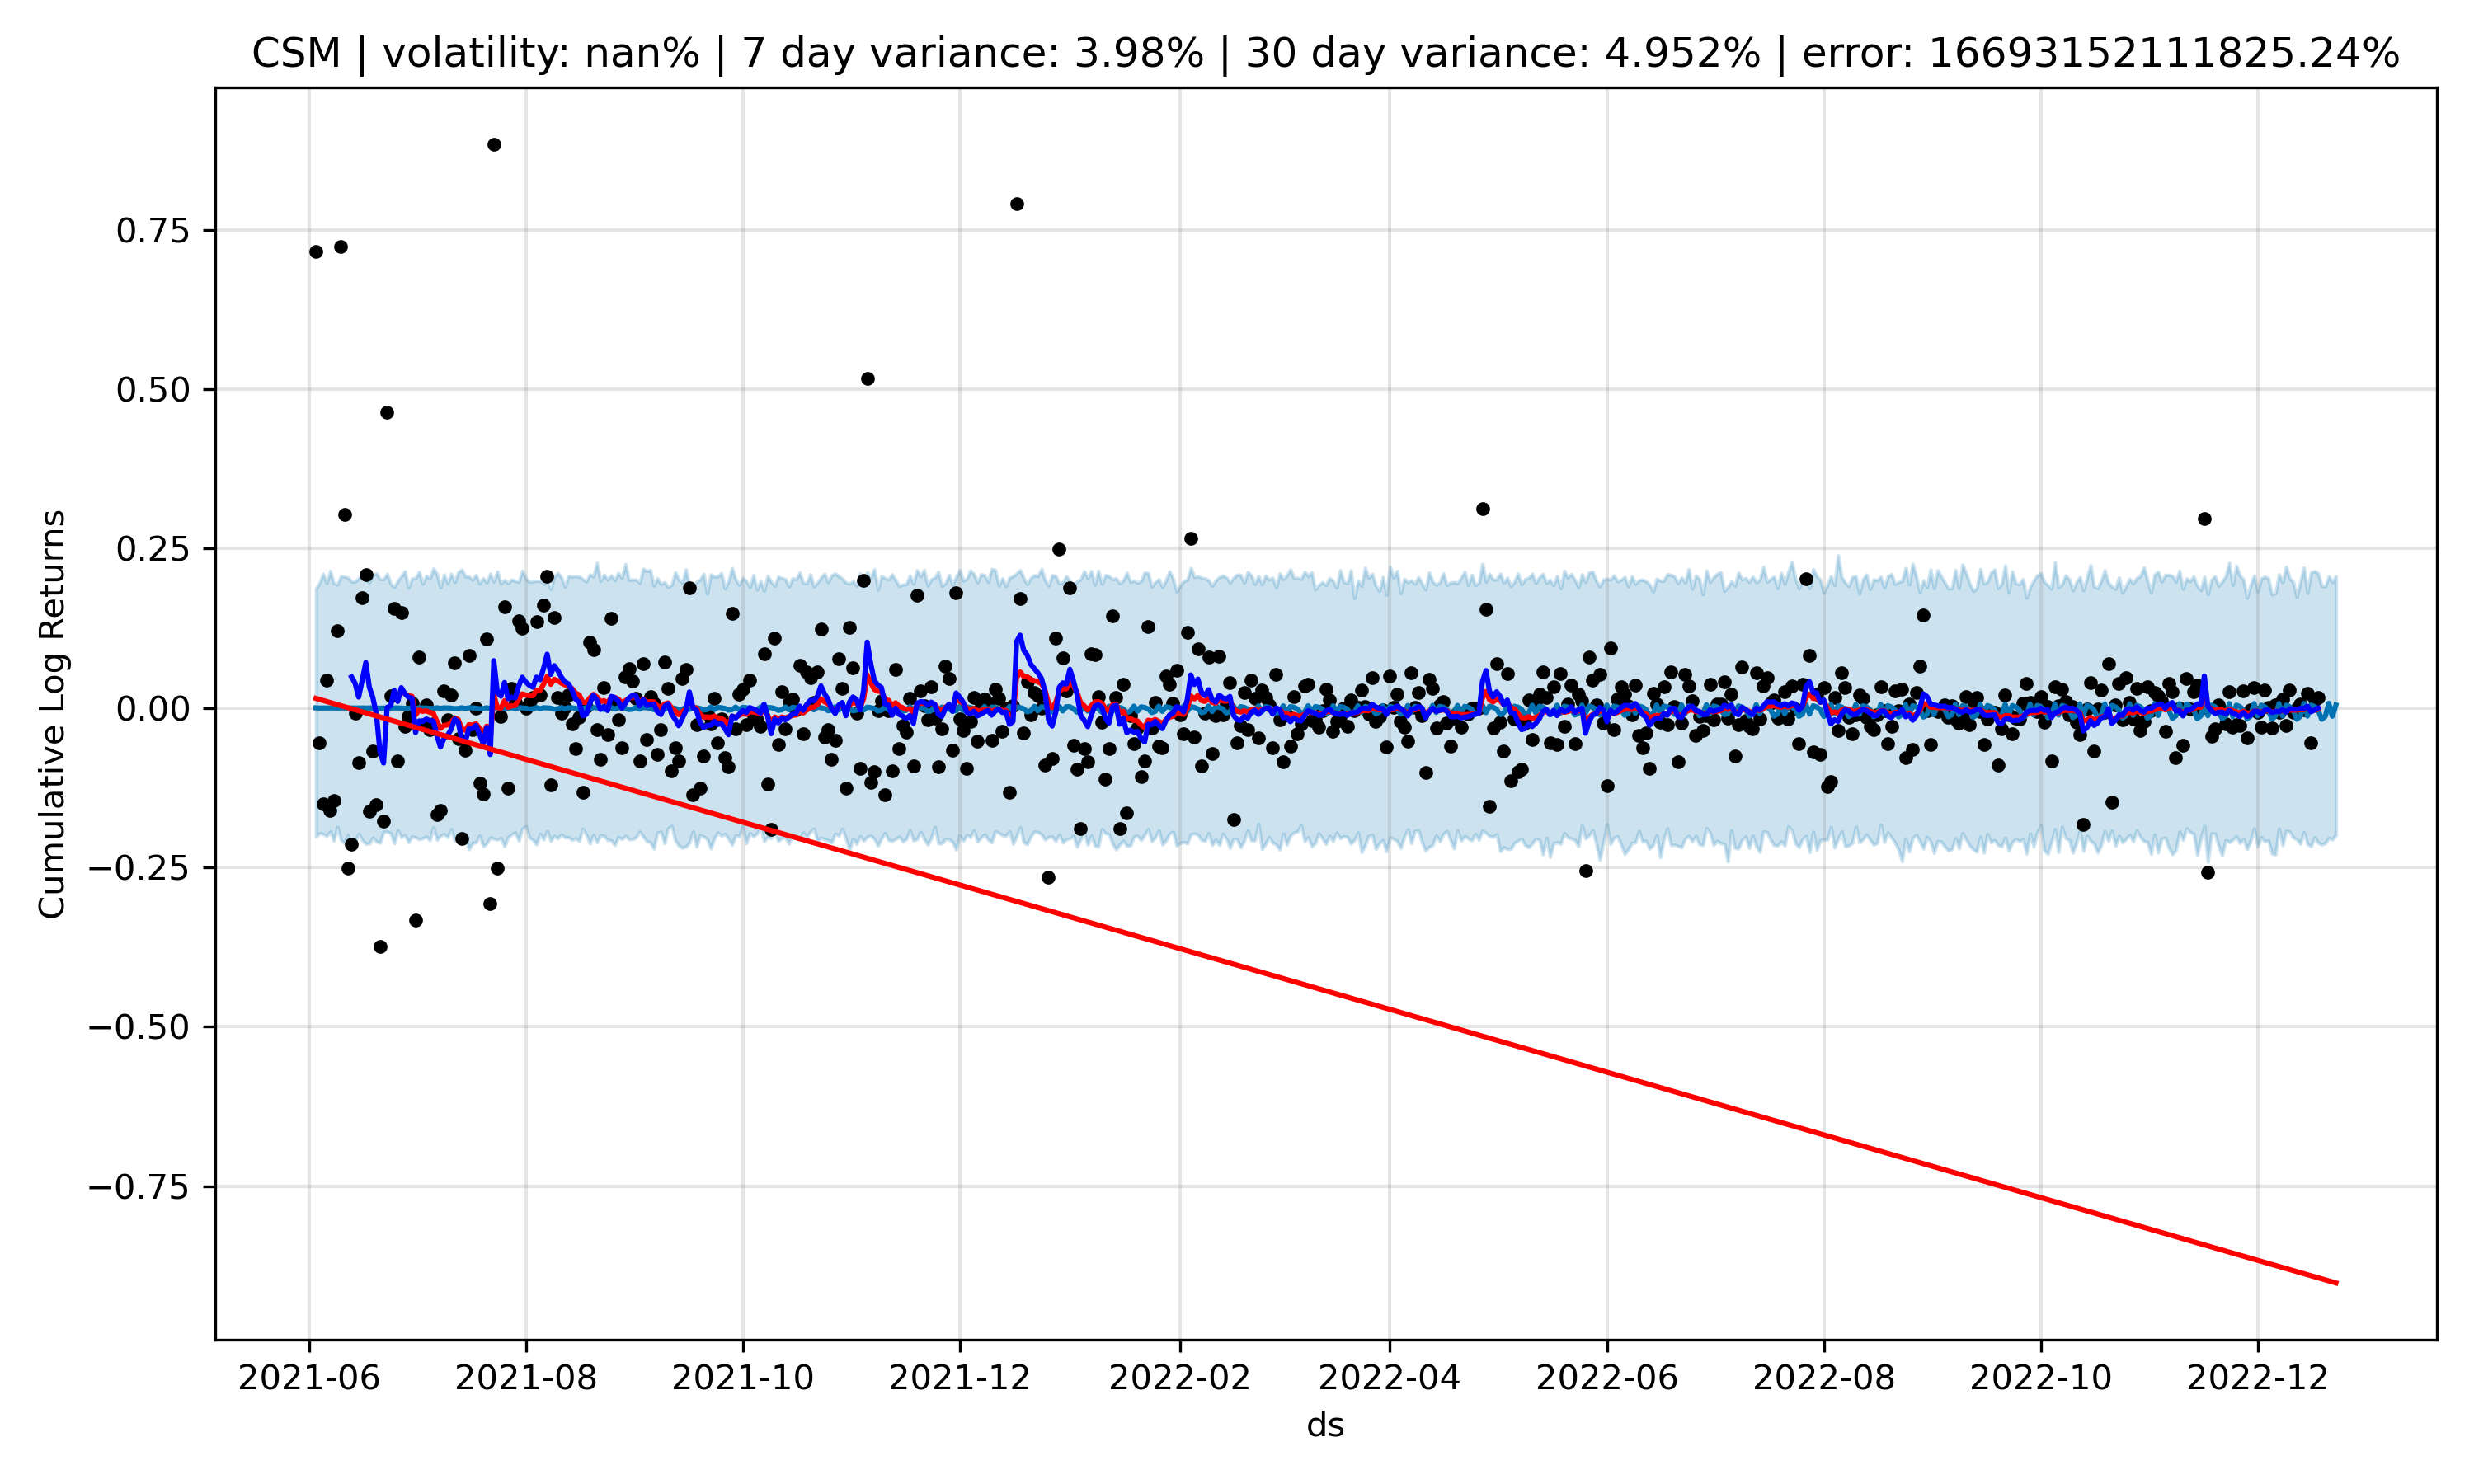 CSM | volatility: nan% | 7 day variance: 3.98% | 30 day variance: 4.952% | error: 16693152111825.24%
Cumulative Log Returns
0.75
0.50
0.25
0.00
−0.25
−0.50
−0.75
2021-06 2021-08 2021-10 2021-12 2022-02 2022-04 2022-06 2022-08 2022-10 2022-12
ds